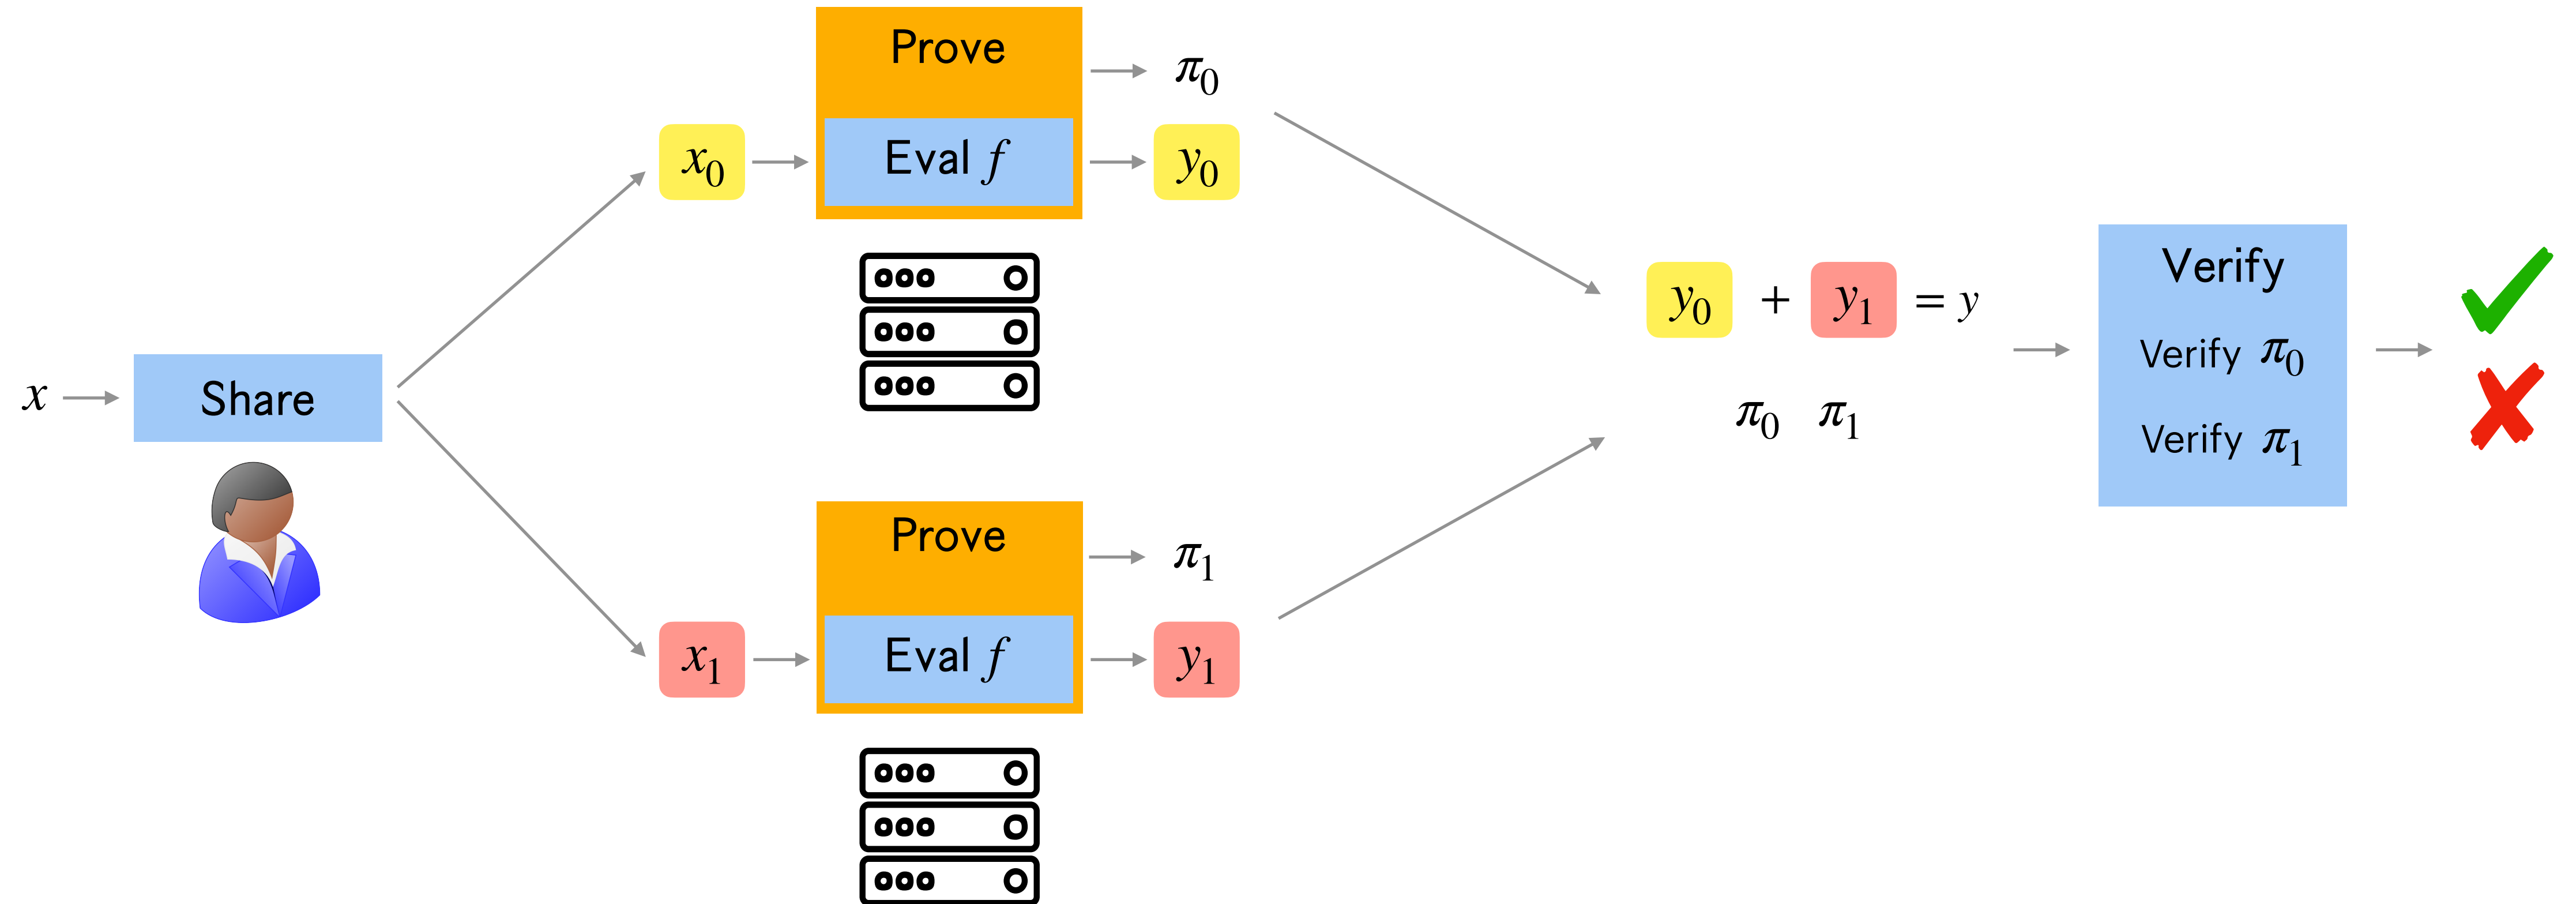 x
Share
x₀
Prove
Eval f
π₀
y₀
x₁
Prove
Eval f
π₁
y₁
y₀ + y₁ = y
π₀ π₁
Verify
Verify π₀
Verify π₁